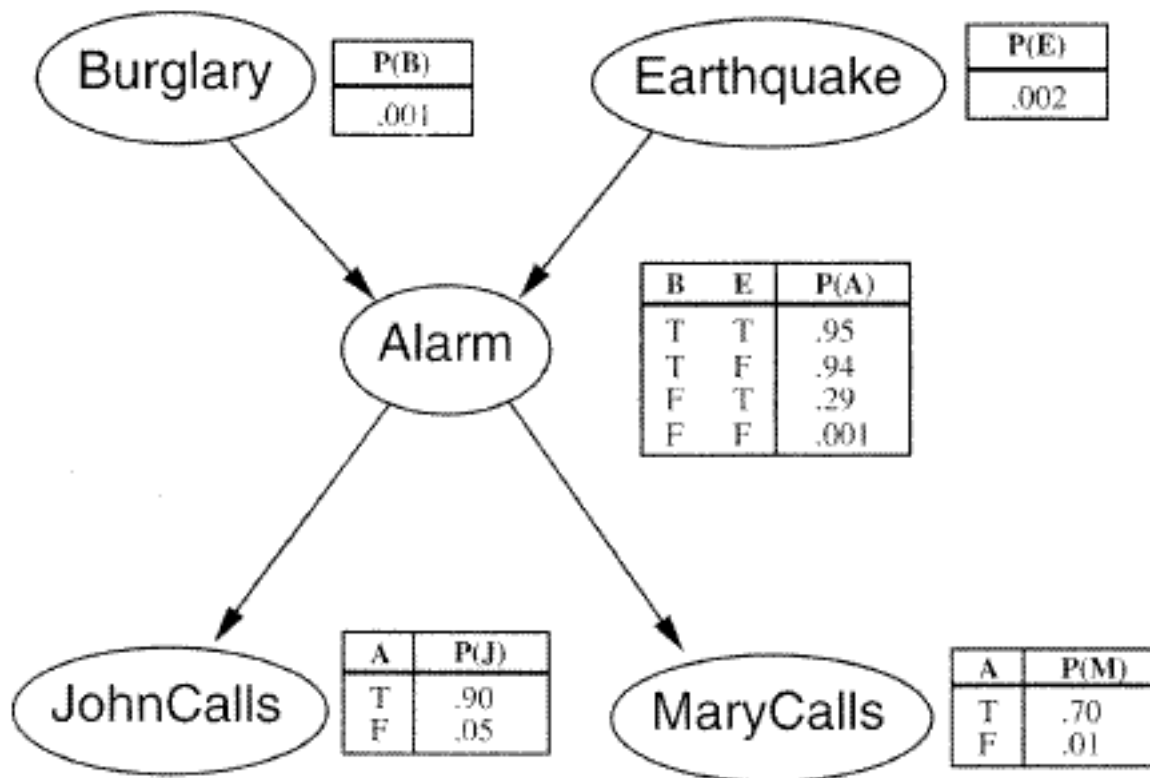 Burglary
P(B)
.001
Earthquake
P(E)
.002
Alarm
B E P(A)
T T .95
T F .94
F T .29
F F .001
JohnCalls
A P(J)
T .90
F .05
MaryCalls
A P(M)
T .70
F .01